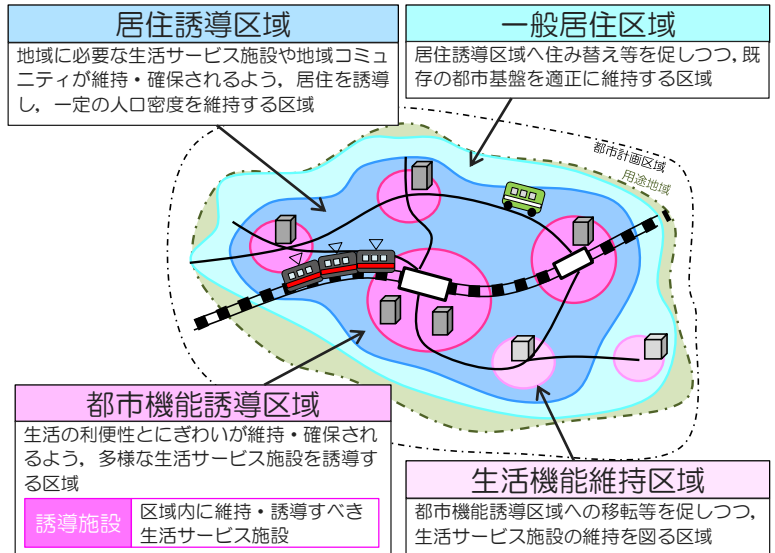 居住誘導区域
地域に必要な生活サービス施設や地域コミュ
ニティが維持・確保されるよう，居住を誘導
し，一定の人口密度を維持する区域
一般居住区域
居住誘導区域へ住み替え等を促しつつ，既
存の都市基盤を適正に維持する区域
都市計画区域
用途地域
都市機能誘導区域
生活の利便性とにぎわいが維持・確保され
るよう，多様な生活サービス施設を誘導す
る区域
誘導施設
区域内に維持・誘導すべき
生活サービス施設
生活機能維持区域
都市機能誘導区域への移転等を促しつつ，
生活サービス施設の維持を図る区域